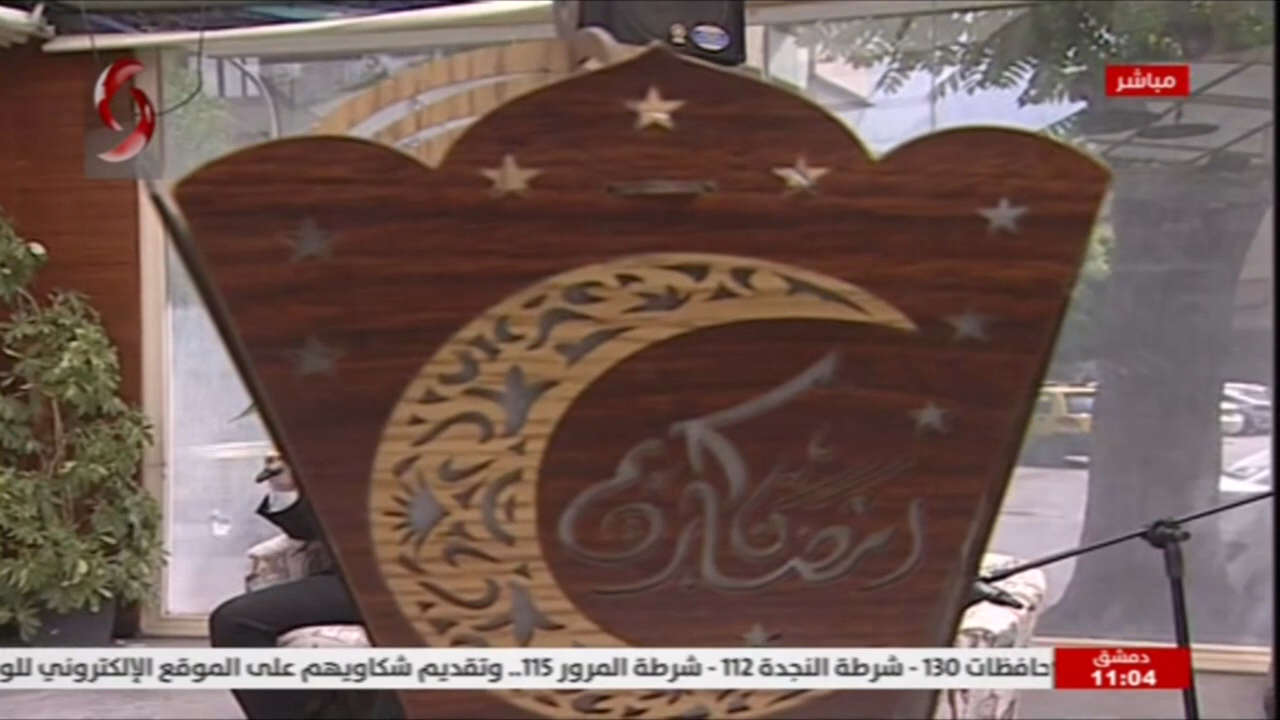 مباشر
رمضان كريم
دمشق
11:04
حافظات 130 - شرطة النجدة 112 - شرطة المرور 115.. وتقديم شكاويهم على الموقع الإلكتروني للو